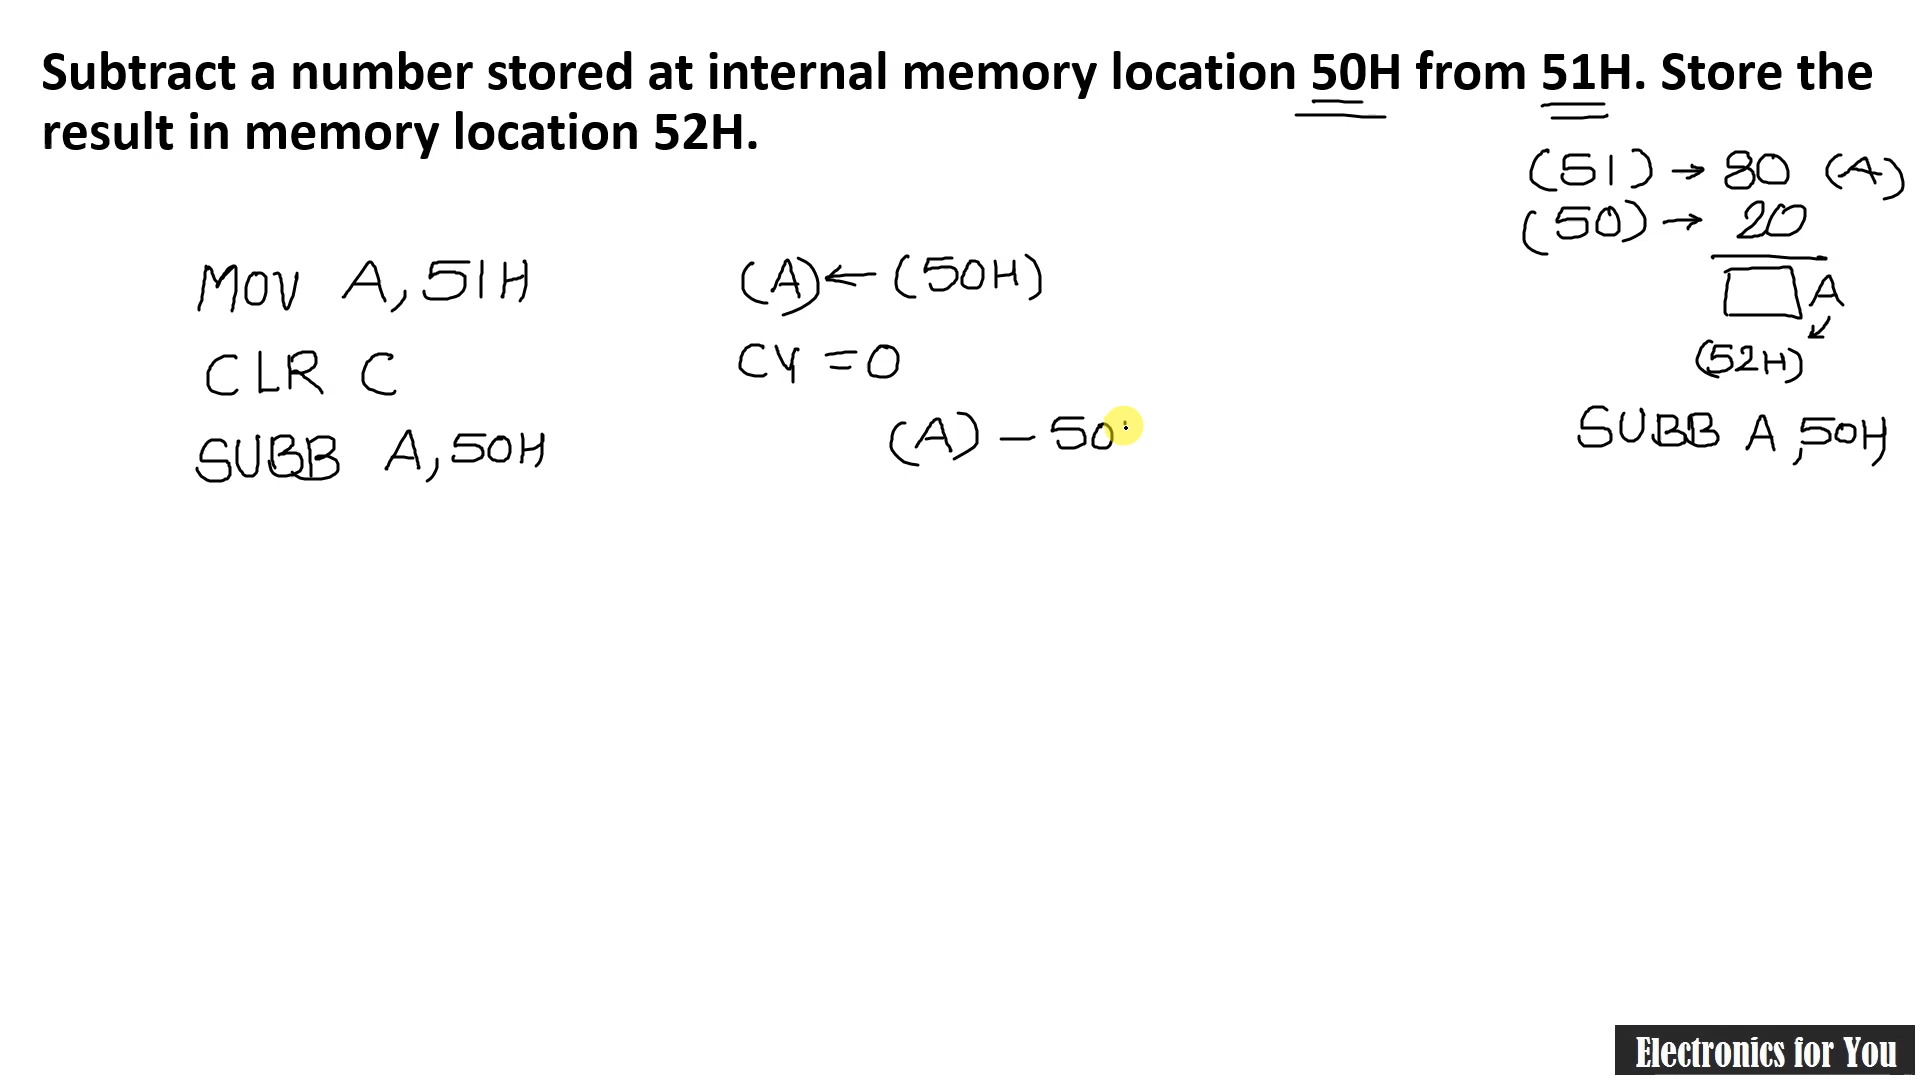 Subtract a number stored at internal memory location 50H from 51H. Store the
result in memory location 52H.
(51) → 80 (A)
(50) → 20
A
(52H)
SUBB A,50H
MOV A,51H (A)←(50H)
CLR C CY=0
SUBB A,50H (A)-50
Electronics for You